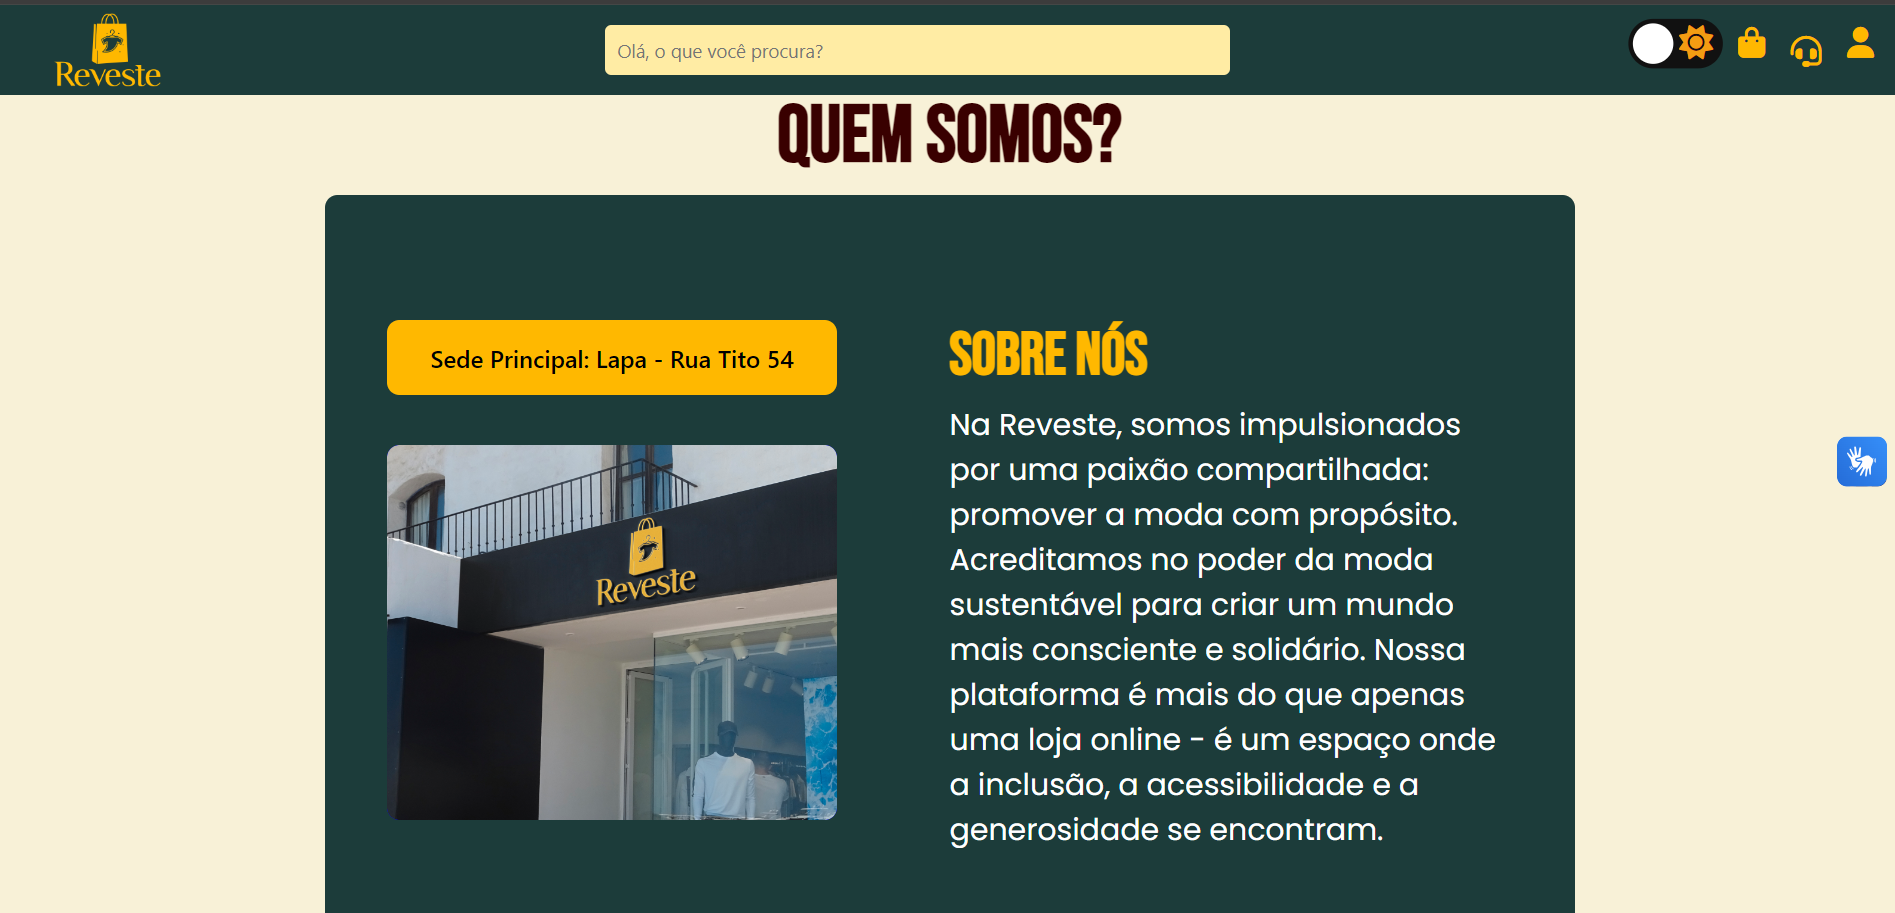 Reveste
Olá, o que você procura?
QUEM SOMOS?
Sede Principal: Lapa - Rua Tito 54
Reveste
SOBRE NÓS
Na Reveste, somos impulsionados
por uma paixão compartilhada:
promover a moda com propósito.
Acreditamos no poder da moda
sustentável para criar um mundo
mais consciente e solidário. Nossa
plataforma é mais do que apenas
uma loja online - é um espaço onde
a inclusão, a acessibilidade e a
generosidade se encontram.